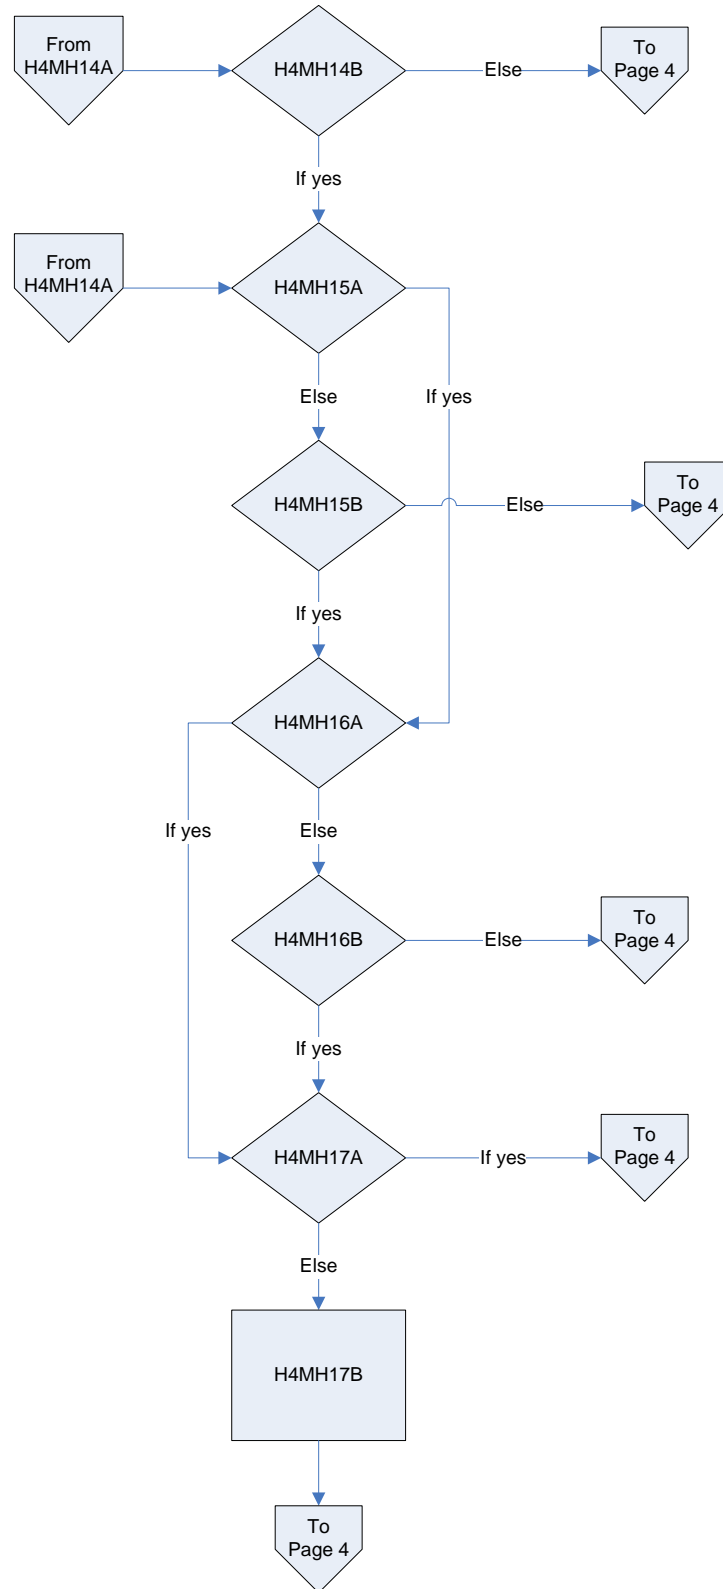 From
H4MH14A
H4MH14B
Else
To
Page 4
If yes
From
H4MH14A
H4MH15A
Else
If yes
H4MH15B
Else
To
Page 4
If yes
H4MH16A
If yes
Else
H4MH16B
Else
To
Page 4
If yes
H4MH17A
If yes
To
Page 4
Else
H4MH17B
To
Page 4